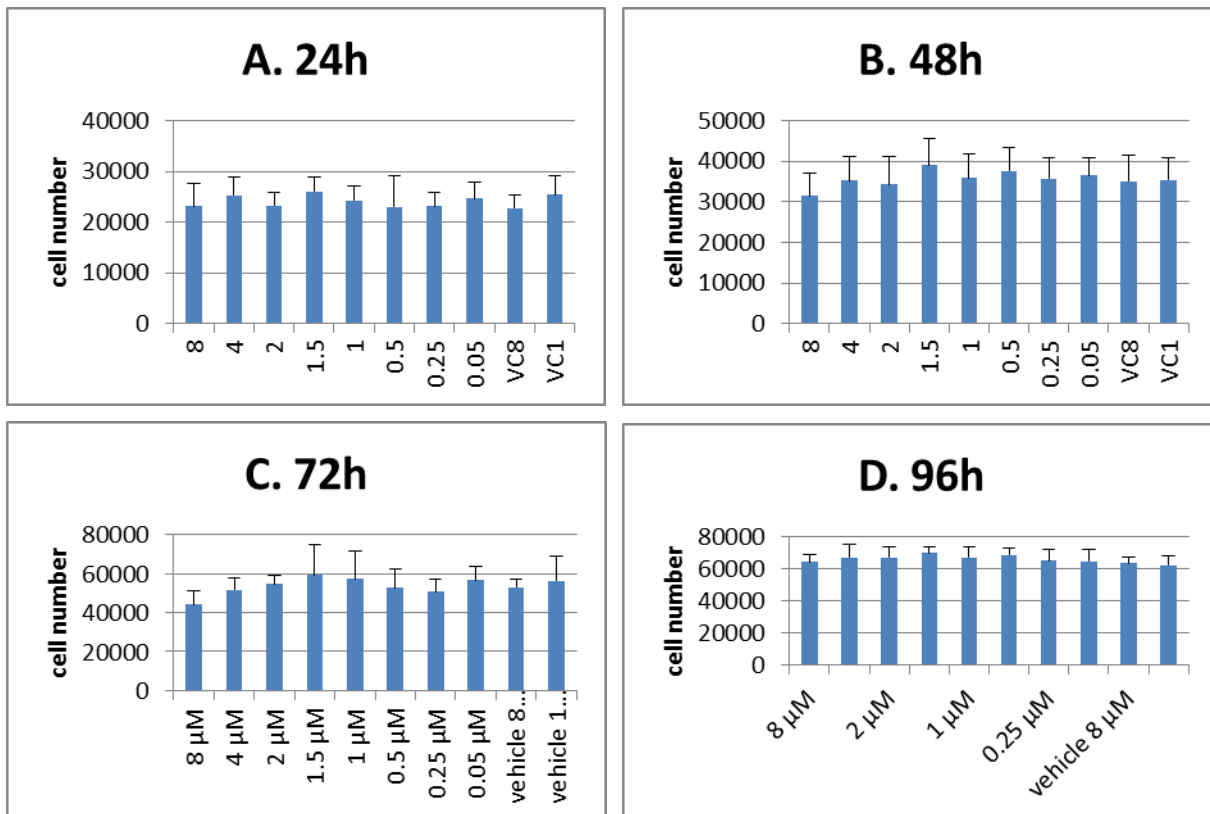 A. 24h
cell number
40000
30000
20000
10000
0
8
4
2
1.5
1
0.5
0.25
0.05
VC8
VC1
B. 48h
cell number
50000
40000
30000
20000
10000
0
8
4
2
1.5
1
0.5
0.25
0.05
VC8
VC1
C. 72h
cell number
80000
60000
40000
20000
0
8 µM
4 µM
2 µM
1.5 µM
1 µM
0.5 µM
0.25 µM
0.05 µM
vehicle 8…
vehicle 1…
D. 96h
cell number
80000
60000
40000
20000
0
8 µM
2 µM
1 µM
0.25 µM
vehicle 8 µM